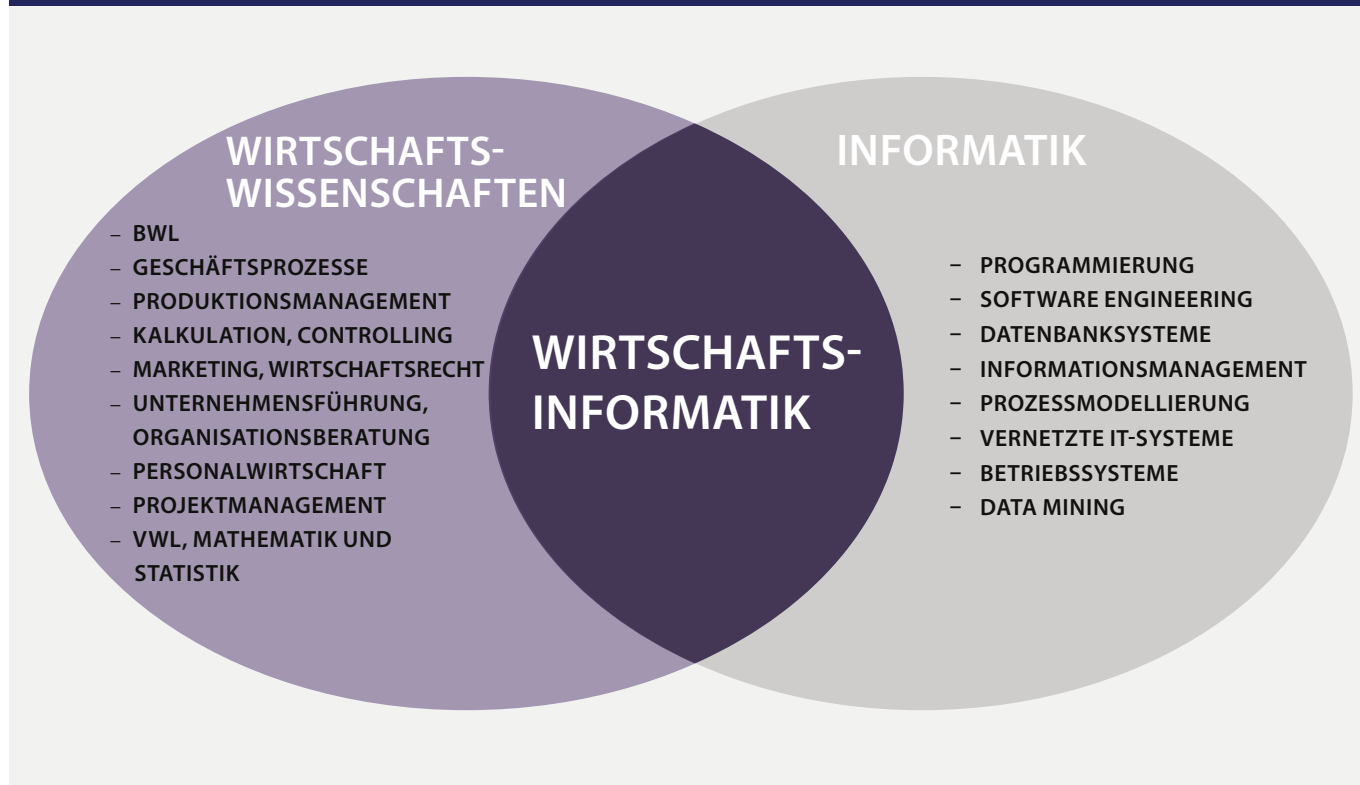 WIRTSCHAFTS-
WISSENSCHAFTEN
– BWL
– GESCHÄFTSPROZESSE
– PRODUKTIONSMANAGEMENT
– KALKULATION, CONTROLLING
– MARKETING, WIRTSCHAFTSRECHT
– UNTERNEHMENSFÜHRUNG,
ORGANISATIONSBERATUNG
– PERSONALWIRTSCHAFT
– PROJEKTMANAGEMENT
– VWL, MATHEMATIK UND
STATISTIK
WIRTSCHAFTS-
INFORMATIK
INFORMATIK
– PROGRAMMIERUNG
– SOFTWARE ENGINEERING
– DATENBANKSYSTEME
– INFORMATIONSMANAGEMENT
– PROZESSMODELLIERUNG
– VERNETZTE IT-SYSTEME
– BETRIEBSSYSTEME
– DATA MINING